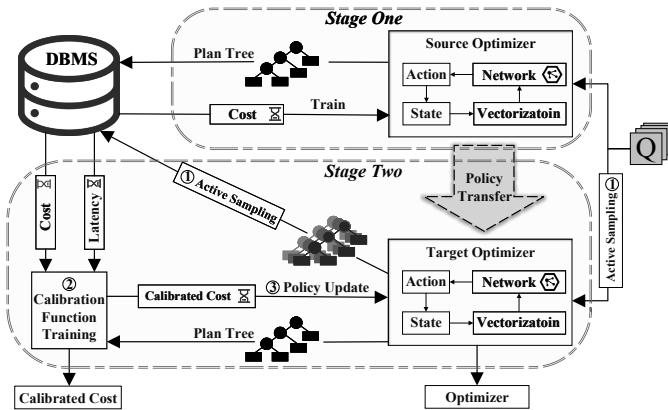 Stage One
DBMS
Plan Tree
Source Optimizer
Action
Network
State
Vectorizatoin
Cost
Train
Q
Stage Two
① Active Sampling
Policy
Transfer
① Active Sampling
Cost
Latency
Target Optimizer
Action
Network
State
Vectorizatoin
②
Calibration
Function
Training
Calibrated Cost
③ Policy Update
Plan Tree
Calibrated Cost
Optimizer